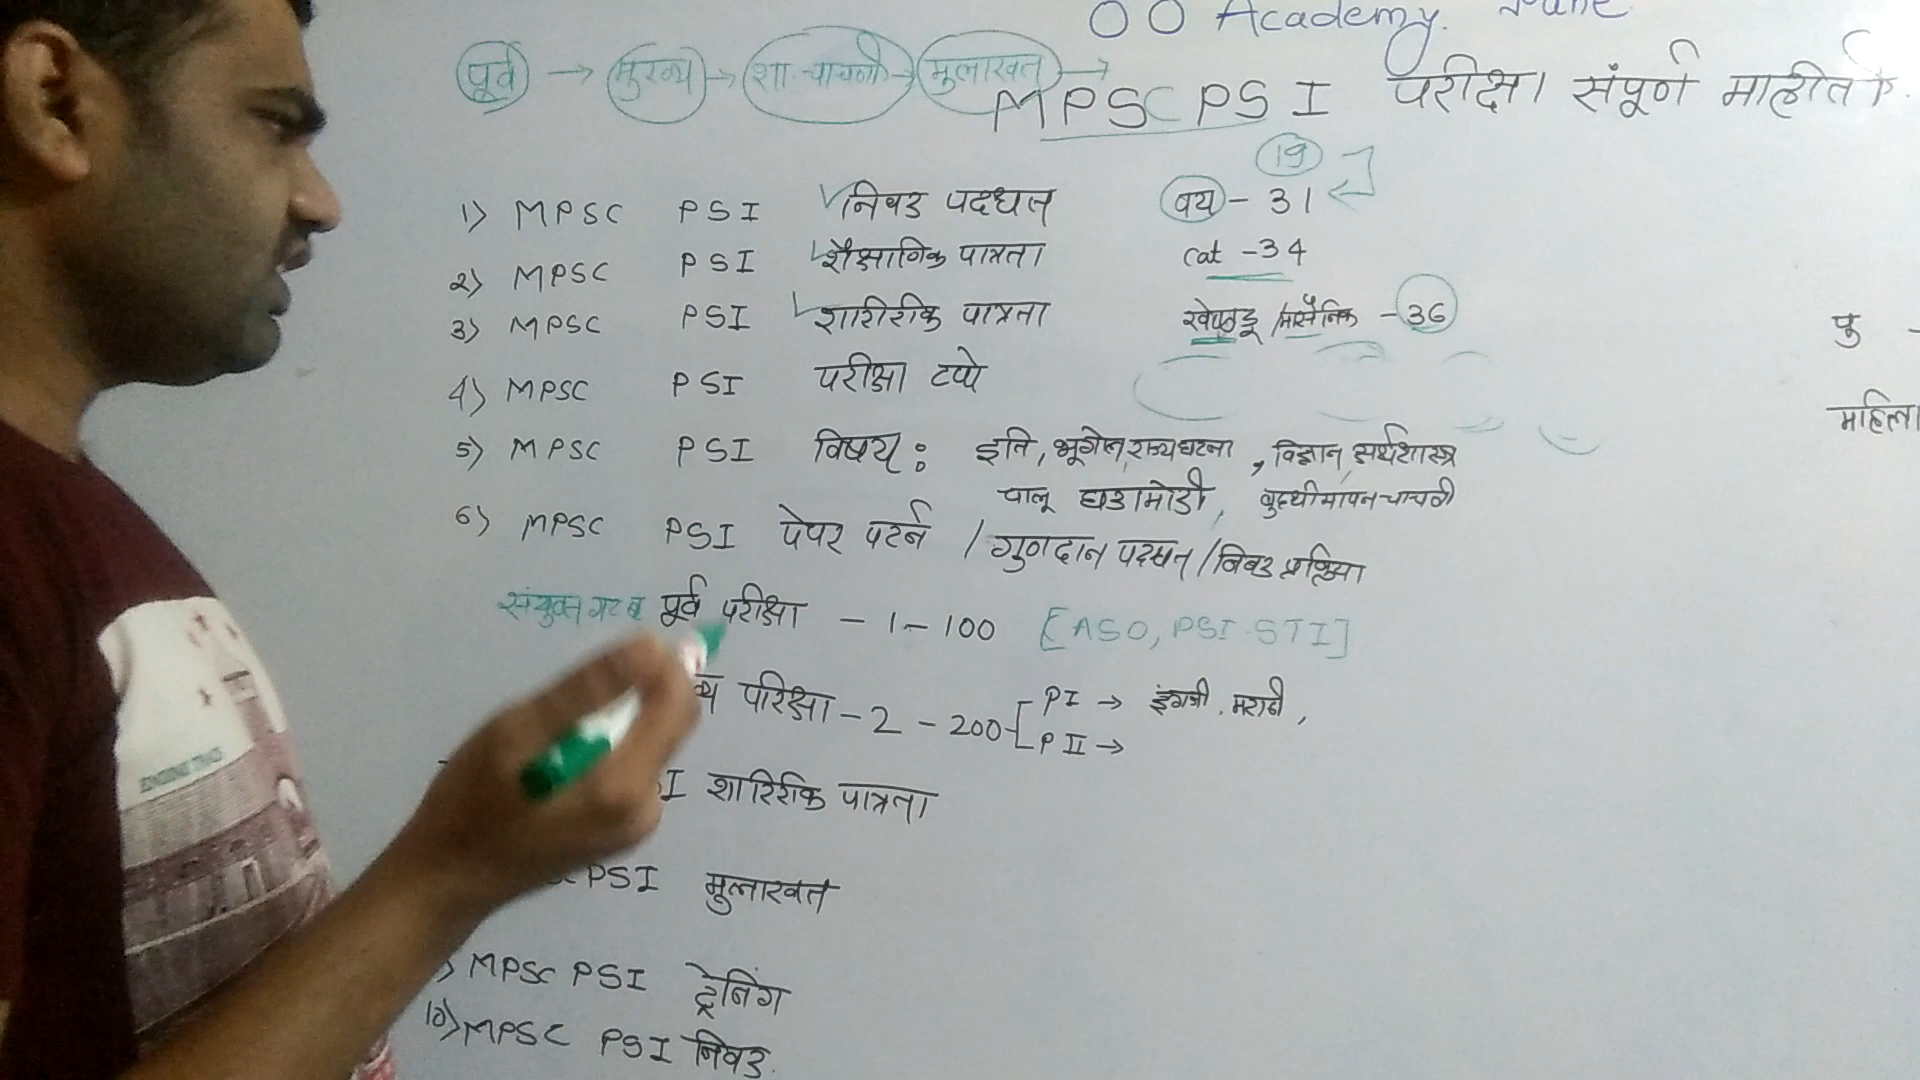 Academy.
पूर्व → मुख्य → शा. चाचणी → मुलाखत →
MPSC PSI परीक्षा संपूर्ण माहीती.
19
1) MPSC PSI निवड पद्धत वय - 31
2) MPSC PSI शैक्षणिक पात्रता cat - 34
3) MPSC PSI शारीरिक पात्रता खेळाडू / मासैनिक - 36
पु -
4) MPSC PSI परीक्षा टप्पे
महिला
5) MPSC PSI विषय : इति, भूगोल, राज्यघटना, विज्ञान, अर्थशास्त्र
चालू घडामोडी, बुध्दीमापन चाचणी
6) MPSC PSI पेपर पटर्न / गुणदान पद्धत / निवड प्रक्रिया
संयुक्त गट ब पूर्व परीक्षा - 1 - 100 [ASO, PSI. STI]
परिक्षा - 2 - 200 - [ P I → इंग्रजी, मराठी,
P II →
I शारिरीक पात्रता
PSI मुलाखत
) MPSC PSI ट्रेनिंग
10) MPSC PSI निवड.